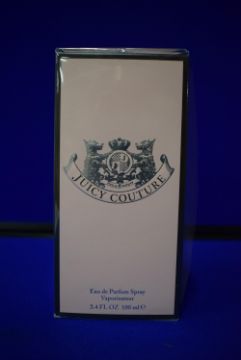 JUICY COUTURE
Eau de Parfum Spray
Vaporisateur
3.4 FL OZ 100 ml ℮